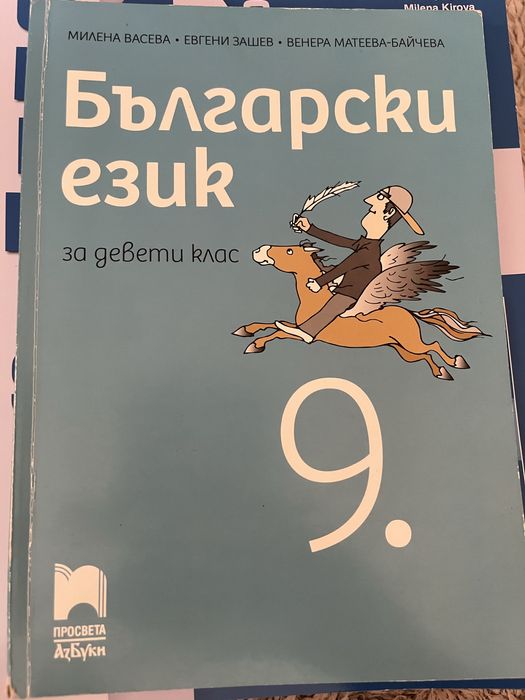 Milena Kirova
МИЛЕНА ВАСЕВА • ЕВГЕНИ ЗАШЕВ • ВЕНЕРА МАТЕЕВА-БАЙЧЕВА
Български
език
за девети клас
9.
ПРОСВЕТА
АзБуки